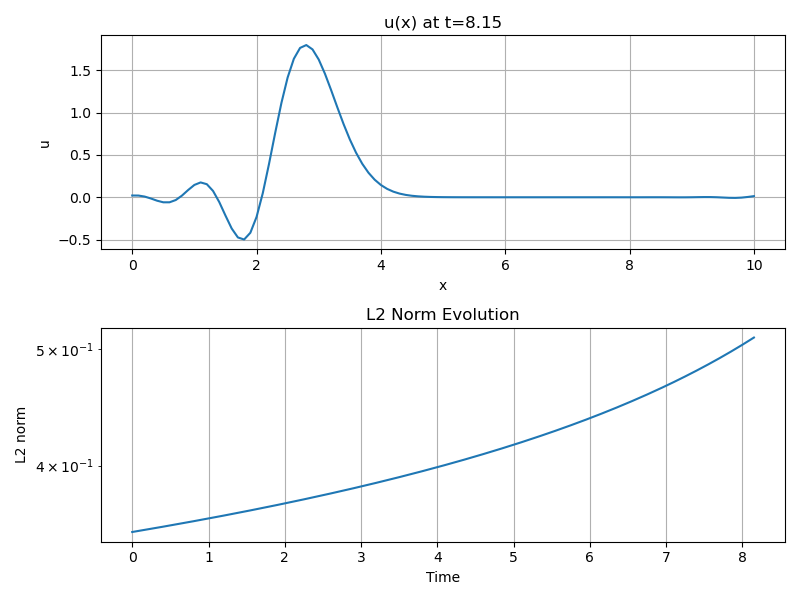 u(x) at t=8.15
u
1.5
1.0
0.5
0.0
−0.5
0 2 4 6 8 10
x
L2 Norm Evolution
L2 norm
5 × 10⁻¹
4 × 10⁻¹
0 1 2 3 4 5 6 7 8
Time